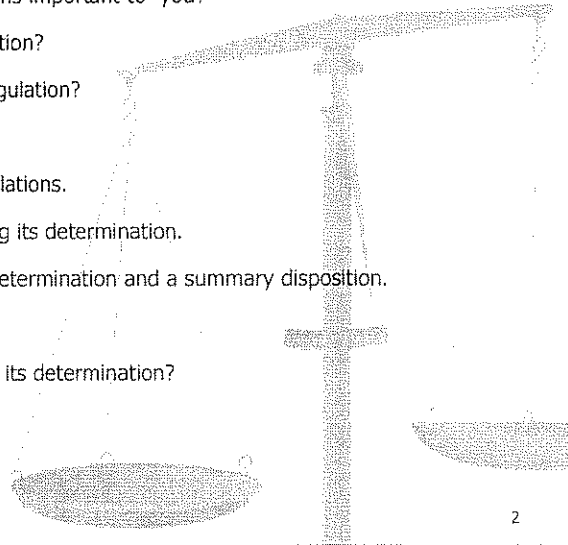 ns important to you?
tion?
gulation?
lations.
g its determination.
etermination and a summary disposition.
its determination?
2